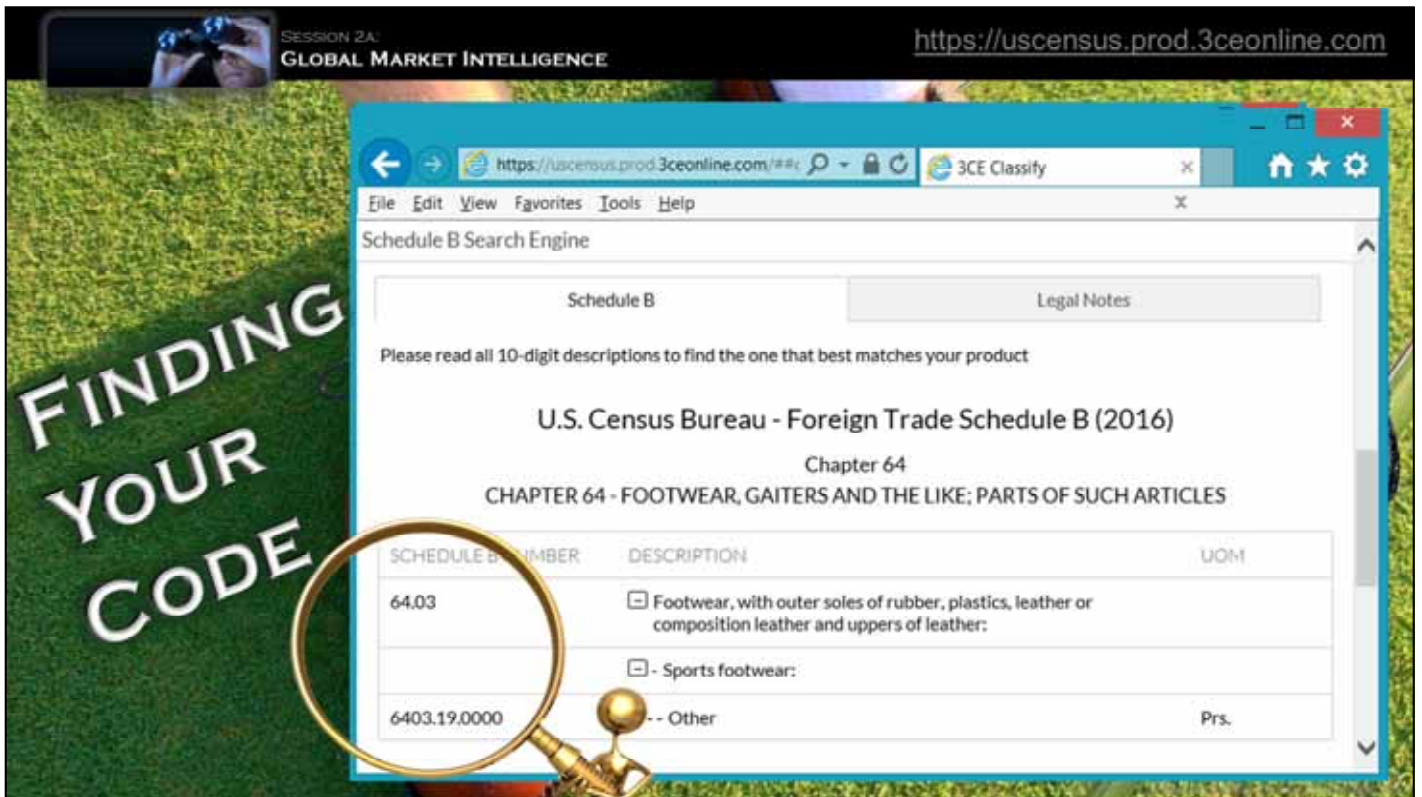 SESSION 2A:
GLOBAL MARKET INTELLIGENCE
https://uscensus.prod.3ceonline.com
https://uscensus.prod.3ceonline.com/##c
3CE Classify
File Edit View Favorites Tools Help
Schedule B Search Engine
Schedule B
Legal Notes
Please read all 10-digit descriptions to find the one that best matches your product
U.S. Census Bureau - Foreign Trade Schedule B (2016)
Chapter 64
CHAPTER 64 - FOOTWEAR, GAITERS AND THE LIKE; PARTS OF SUCH ARTICLES
SCHEDULE B NUMBER DESCRIPTION UOM
64.03 Footwear, with outer soles of rubber, plastics, leather or
composition leather and uppers of leather:
- Sports footwear:
6403.19.0000 - - Other Prs.
FINDING
YOUR
CODE